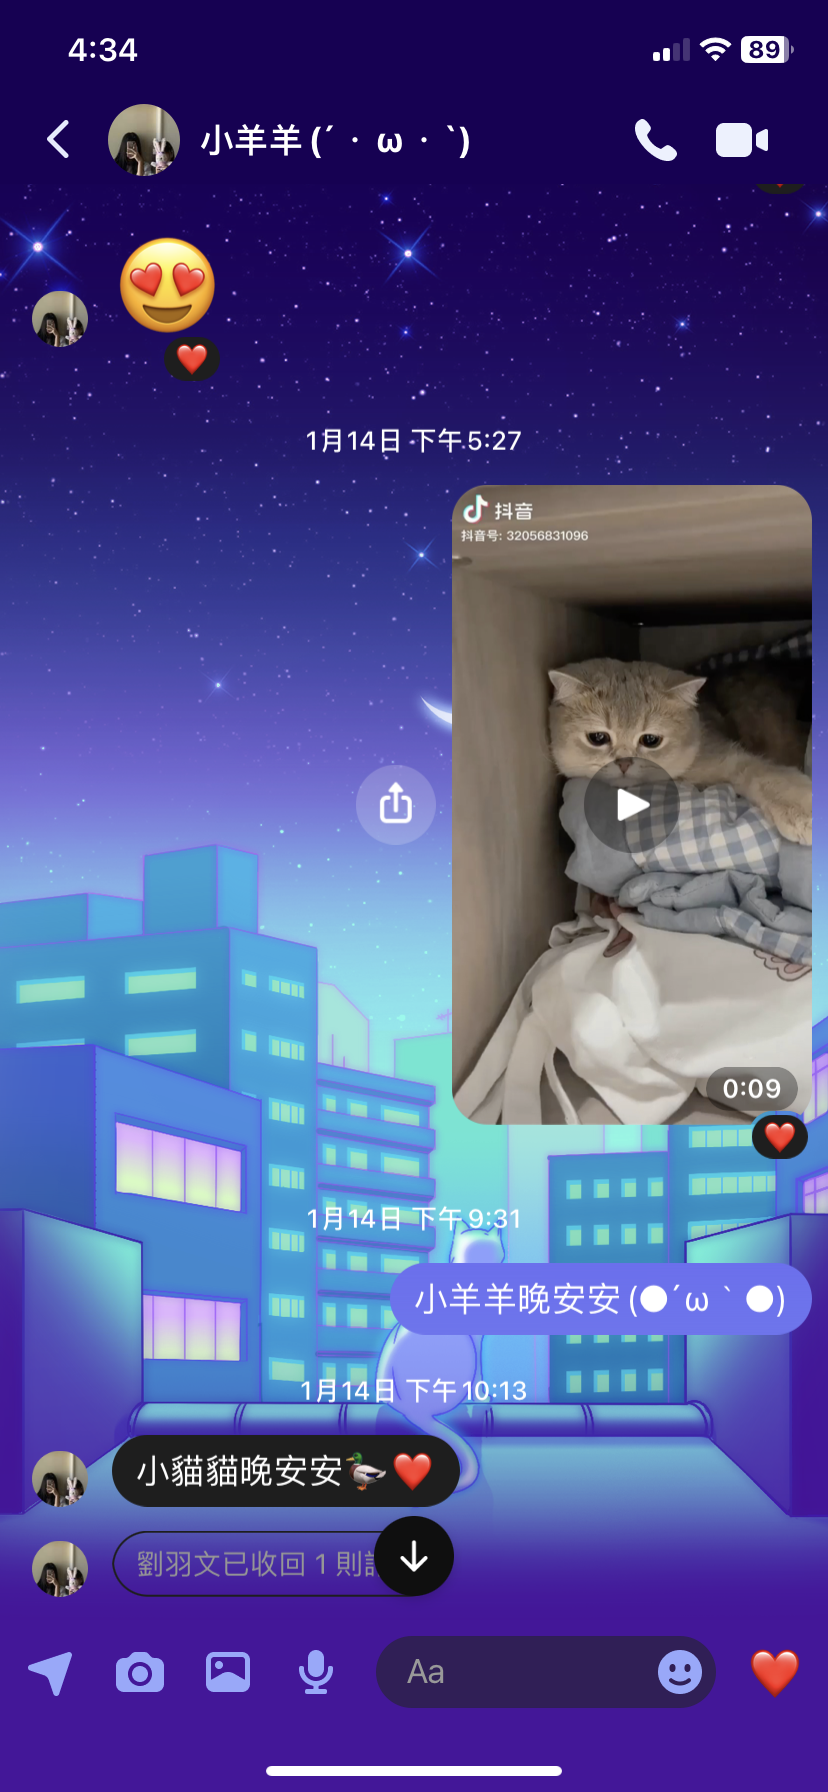 4:34
89
小羊羊 (´・ω・`)
1月14日 下午5:27
抖音
抖音号: 32056831096
0:09
1月14日 下午9:31
小羊羊晚安安 (●´ω｀●)
1月14日 下午10:13
小貓貓晚安安🦆❤️
劉羽文已收回 1 則
Aa